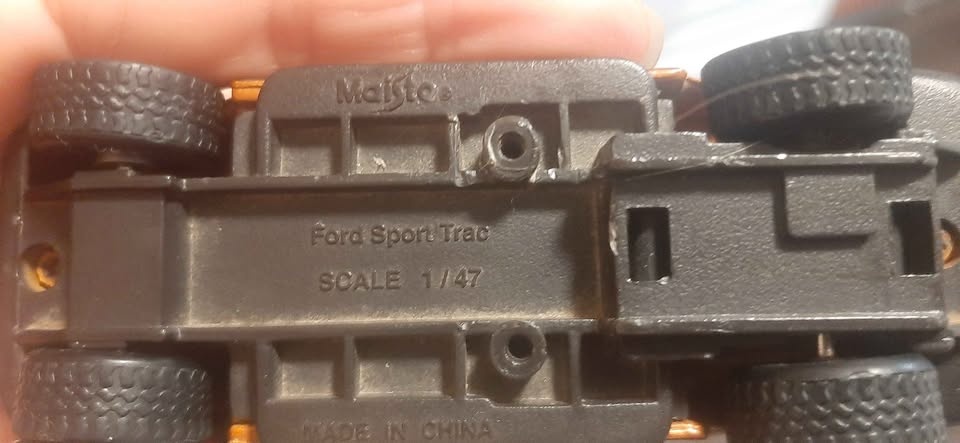 Maisto®
Ford Sport Trac
SCALE 1/47
MADE IN CHINA